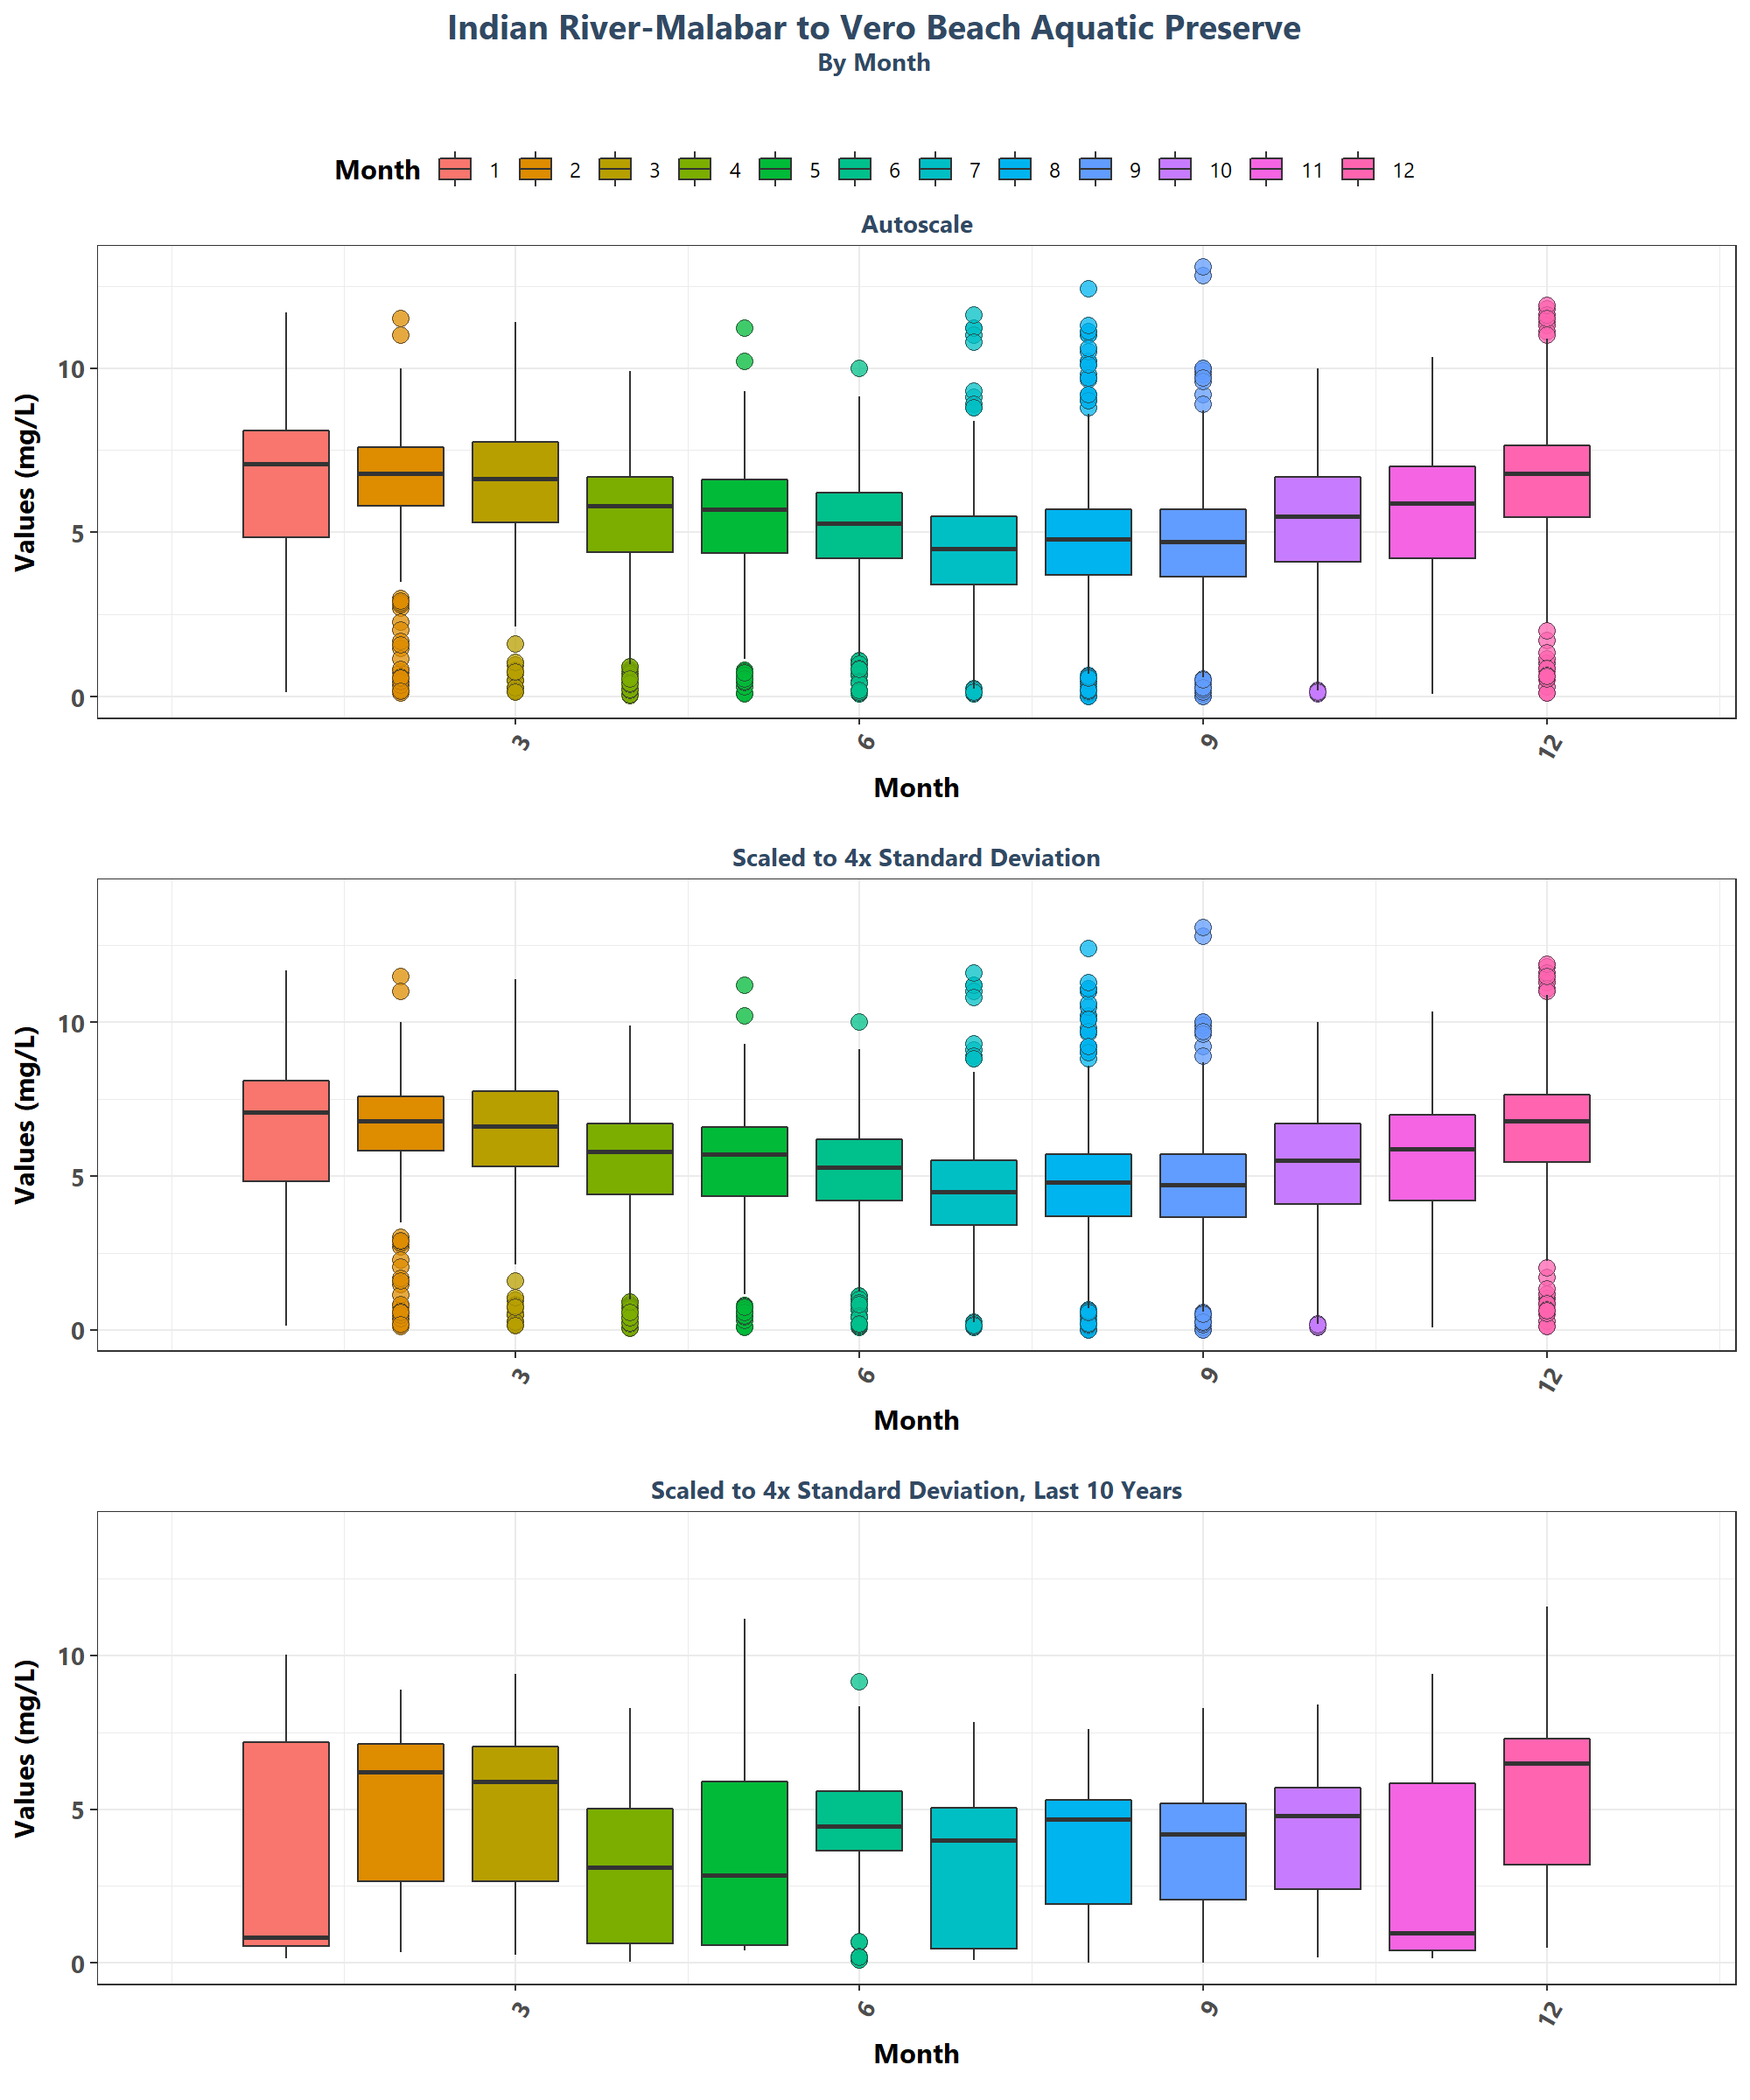 Indian River-Malabar to Vero Beach Aquatic Preserve
By Month
Month 1 2 3 4 5 6 7 8 9 10 11 12
Autoscale
Values (mg/L)
10
5
0
3 6 9 12
Month
Scaled to 4x Standard Deviation
Values (mg/L)
10
5
0
3 6 9 12
Month
Scaled to 4x Standard Deviation, Last 10 Years
Values (mg/L)
10
5
0
3 6 9 12
Month